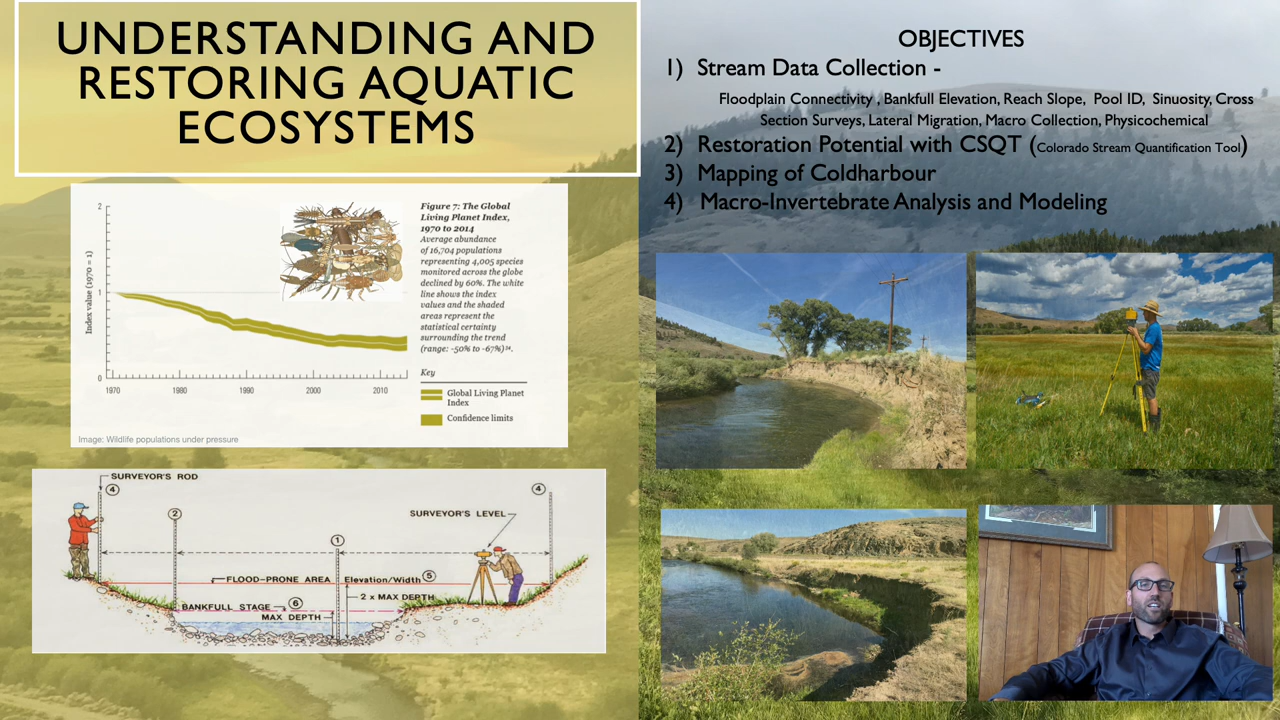 UNDERSTANDING AND
RESTORING AQUATIC
ECOSYSTEMS
OBJECTIVES
1) Stream Data Collection -
Floodplain Connectivity , Bankfull Elevation, Reach Slope, Pool ID, Sinuosity, Cross
Section Surveys, Lateral Migration, Macro Collection, Physicochemical
2) Restoration Potential with CSQT (Colorado Stream Quantification Tool)
3) Mapping of Coldharbour
4) Macro-Invertebrate Analysis and Modeling
Index value (1970 = 1)
2
1
0
1970 1980 1990 2000 2010
Figure 7: The Global
Living Planet Index,
1970 to 2014
Average abundance
of 16,704 populations
representing 4,005 species
monitored across the globe
declined by 60%. The white
line shows the index
values and the shaded
areas represent the
statistical certainty
surrounding the trend
(range: -50% to -67%)³⁴.
Key
Global Living Planet
Index
Confidence limits
Image: Wildlife populations under pressure
SURVEYOR'S ROD
4
2
1
SURVEYOR'S LEVEL
4
FLOOD-PRONE AREA Elevation/Width 5
2 x MAX DEPTH
BANKFULL STAGE 6
MAX DEPTH